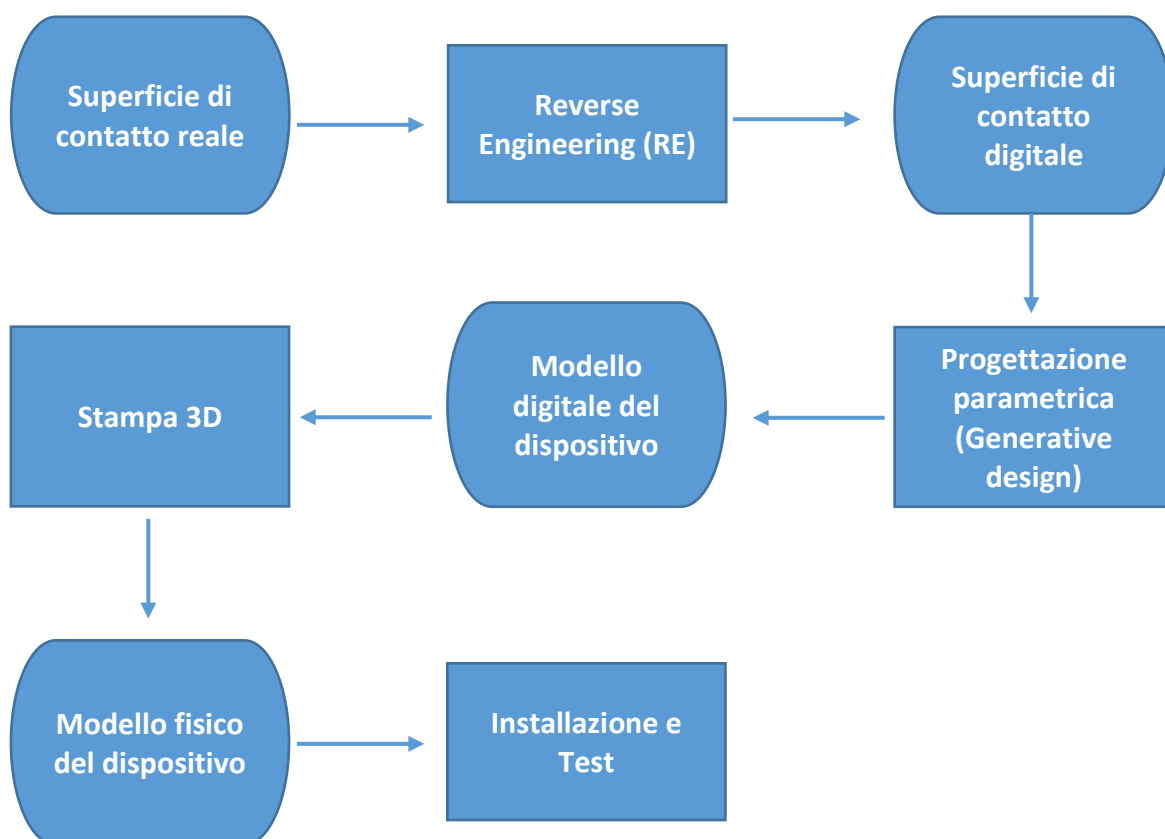 Superficie di
contatto reale
Reverse
Engineering (RE)
Superficie di
contatto
digitale
Progettazione
parametrica
(Generative
design)
Modello
digitale del
dispositivo
Stampa 3D
Modello fisico
del dispositivo
Installazione e
Test